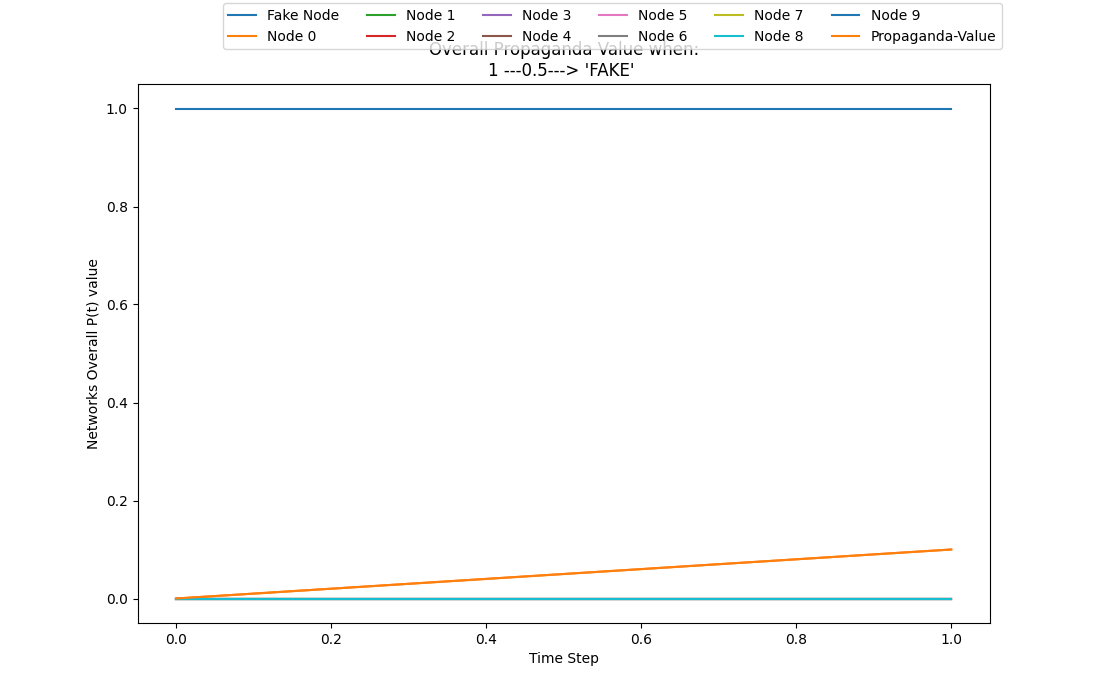 Fake Node Node 1 Node 3 Node 5 Node 7 Node 9
Node 0 Node 2 Node 4 Node 6 Node 8 Propaganda-Value
Overall Propaganda Value when:
1 ---0.5---> 'FAKE'
1.0
0.8
0.6
0.4
0.2
0.0
Networks Overall P(t) value
0.0 0.2 0.4 0.6 0.8 1.0
Time Step